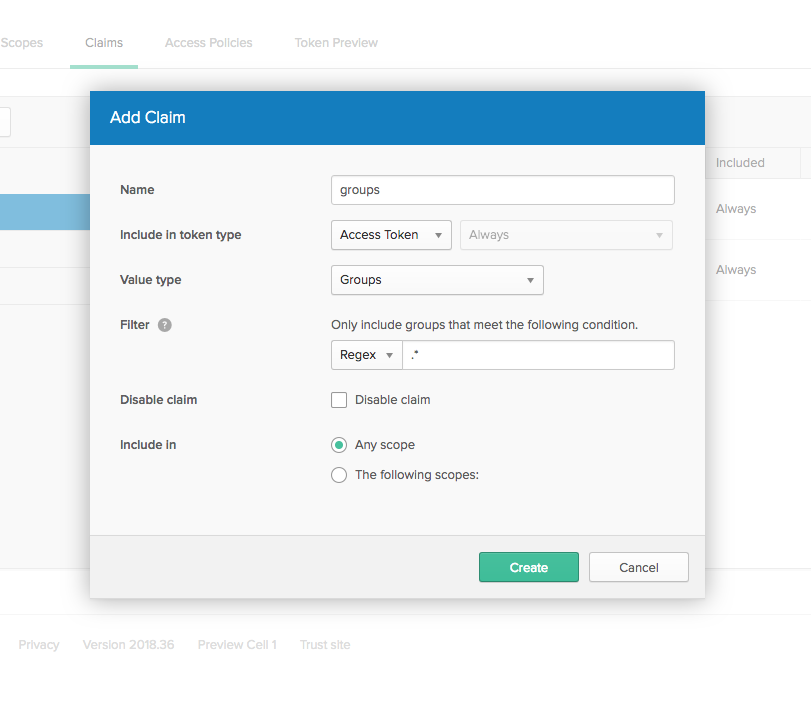 Scopes Claims Access Policies Token Preview
Add Claim
Included
Name groups
Always
Include in token type Access Token Always
Always
Value type Groups
Filter ? Only include groups that meet the following condition.
Regex .*
Disable claim Disable claim
Include in Any scope
The following scopes:
Create Cancel
Privacy Version 2018.36 Preview Cell 1 Trust site